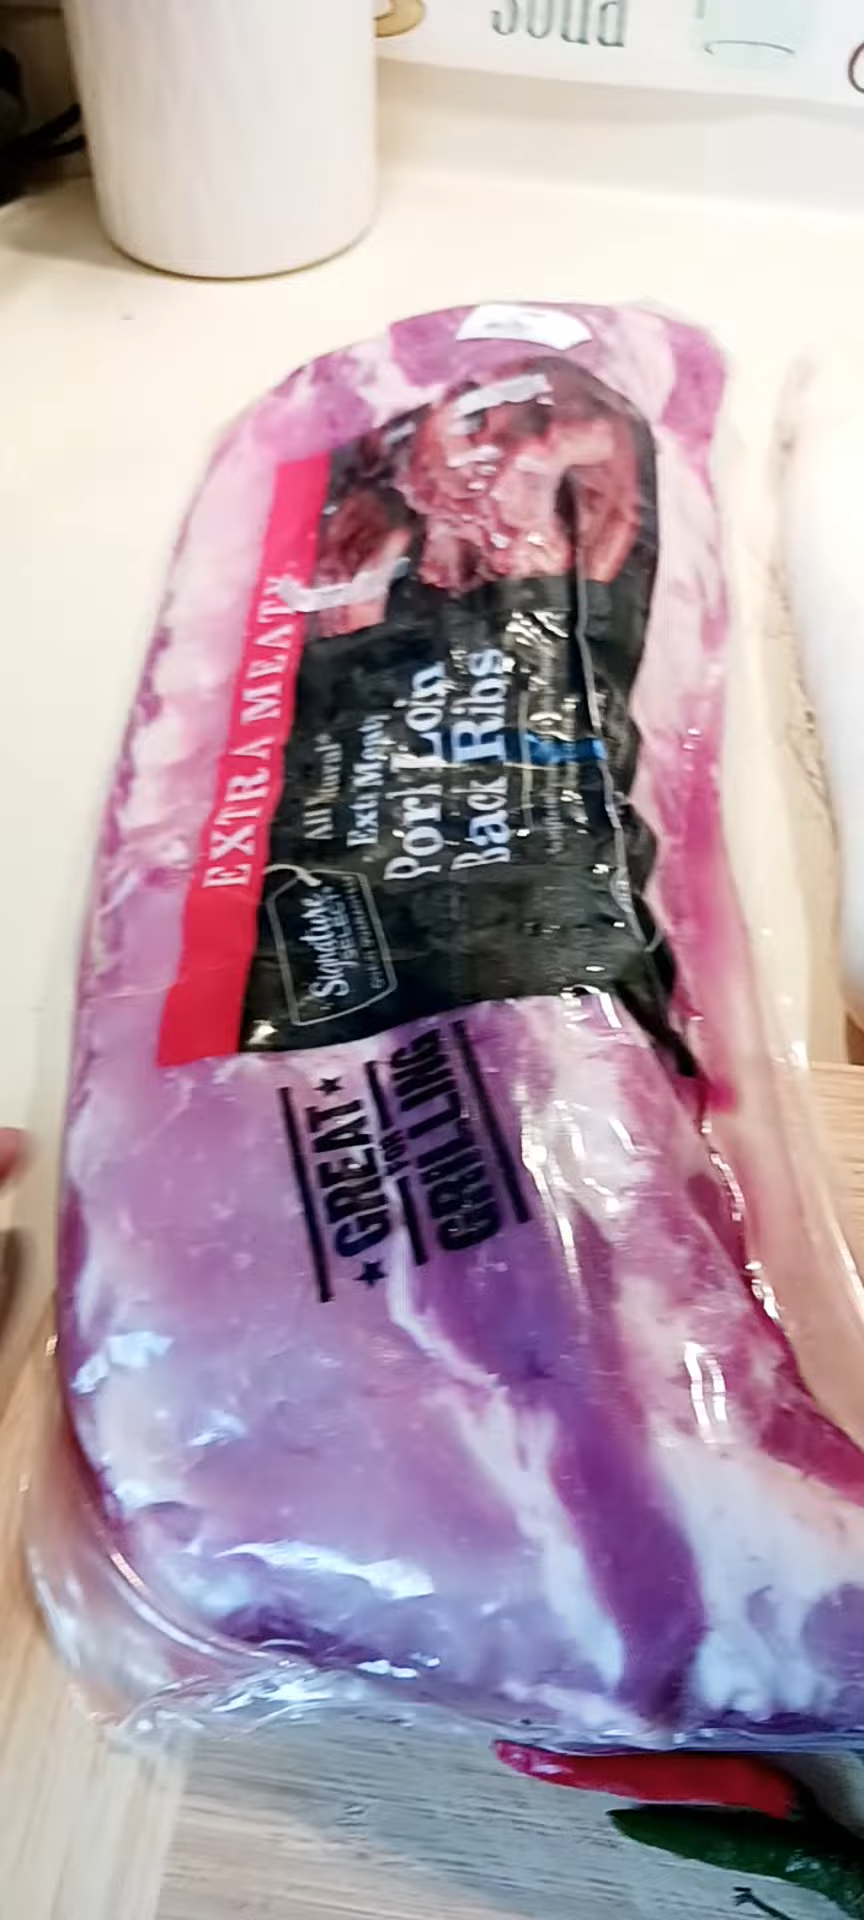 soda
EXTRA MEATY
All Natural*
Extra Meaty
Pork Loin
Back Ribs
Signature
SELECT
GREAT
FOR
GRILLING